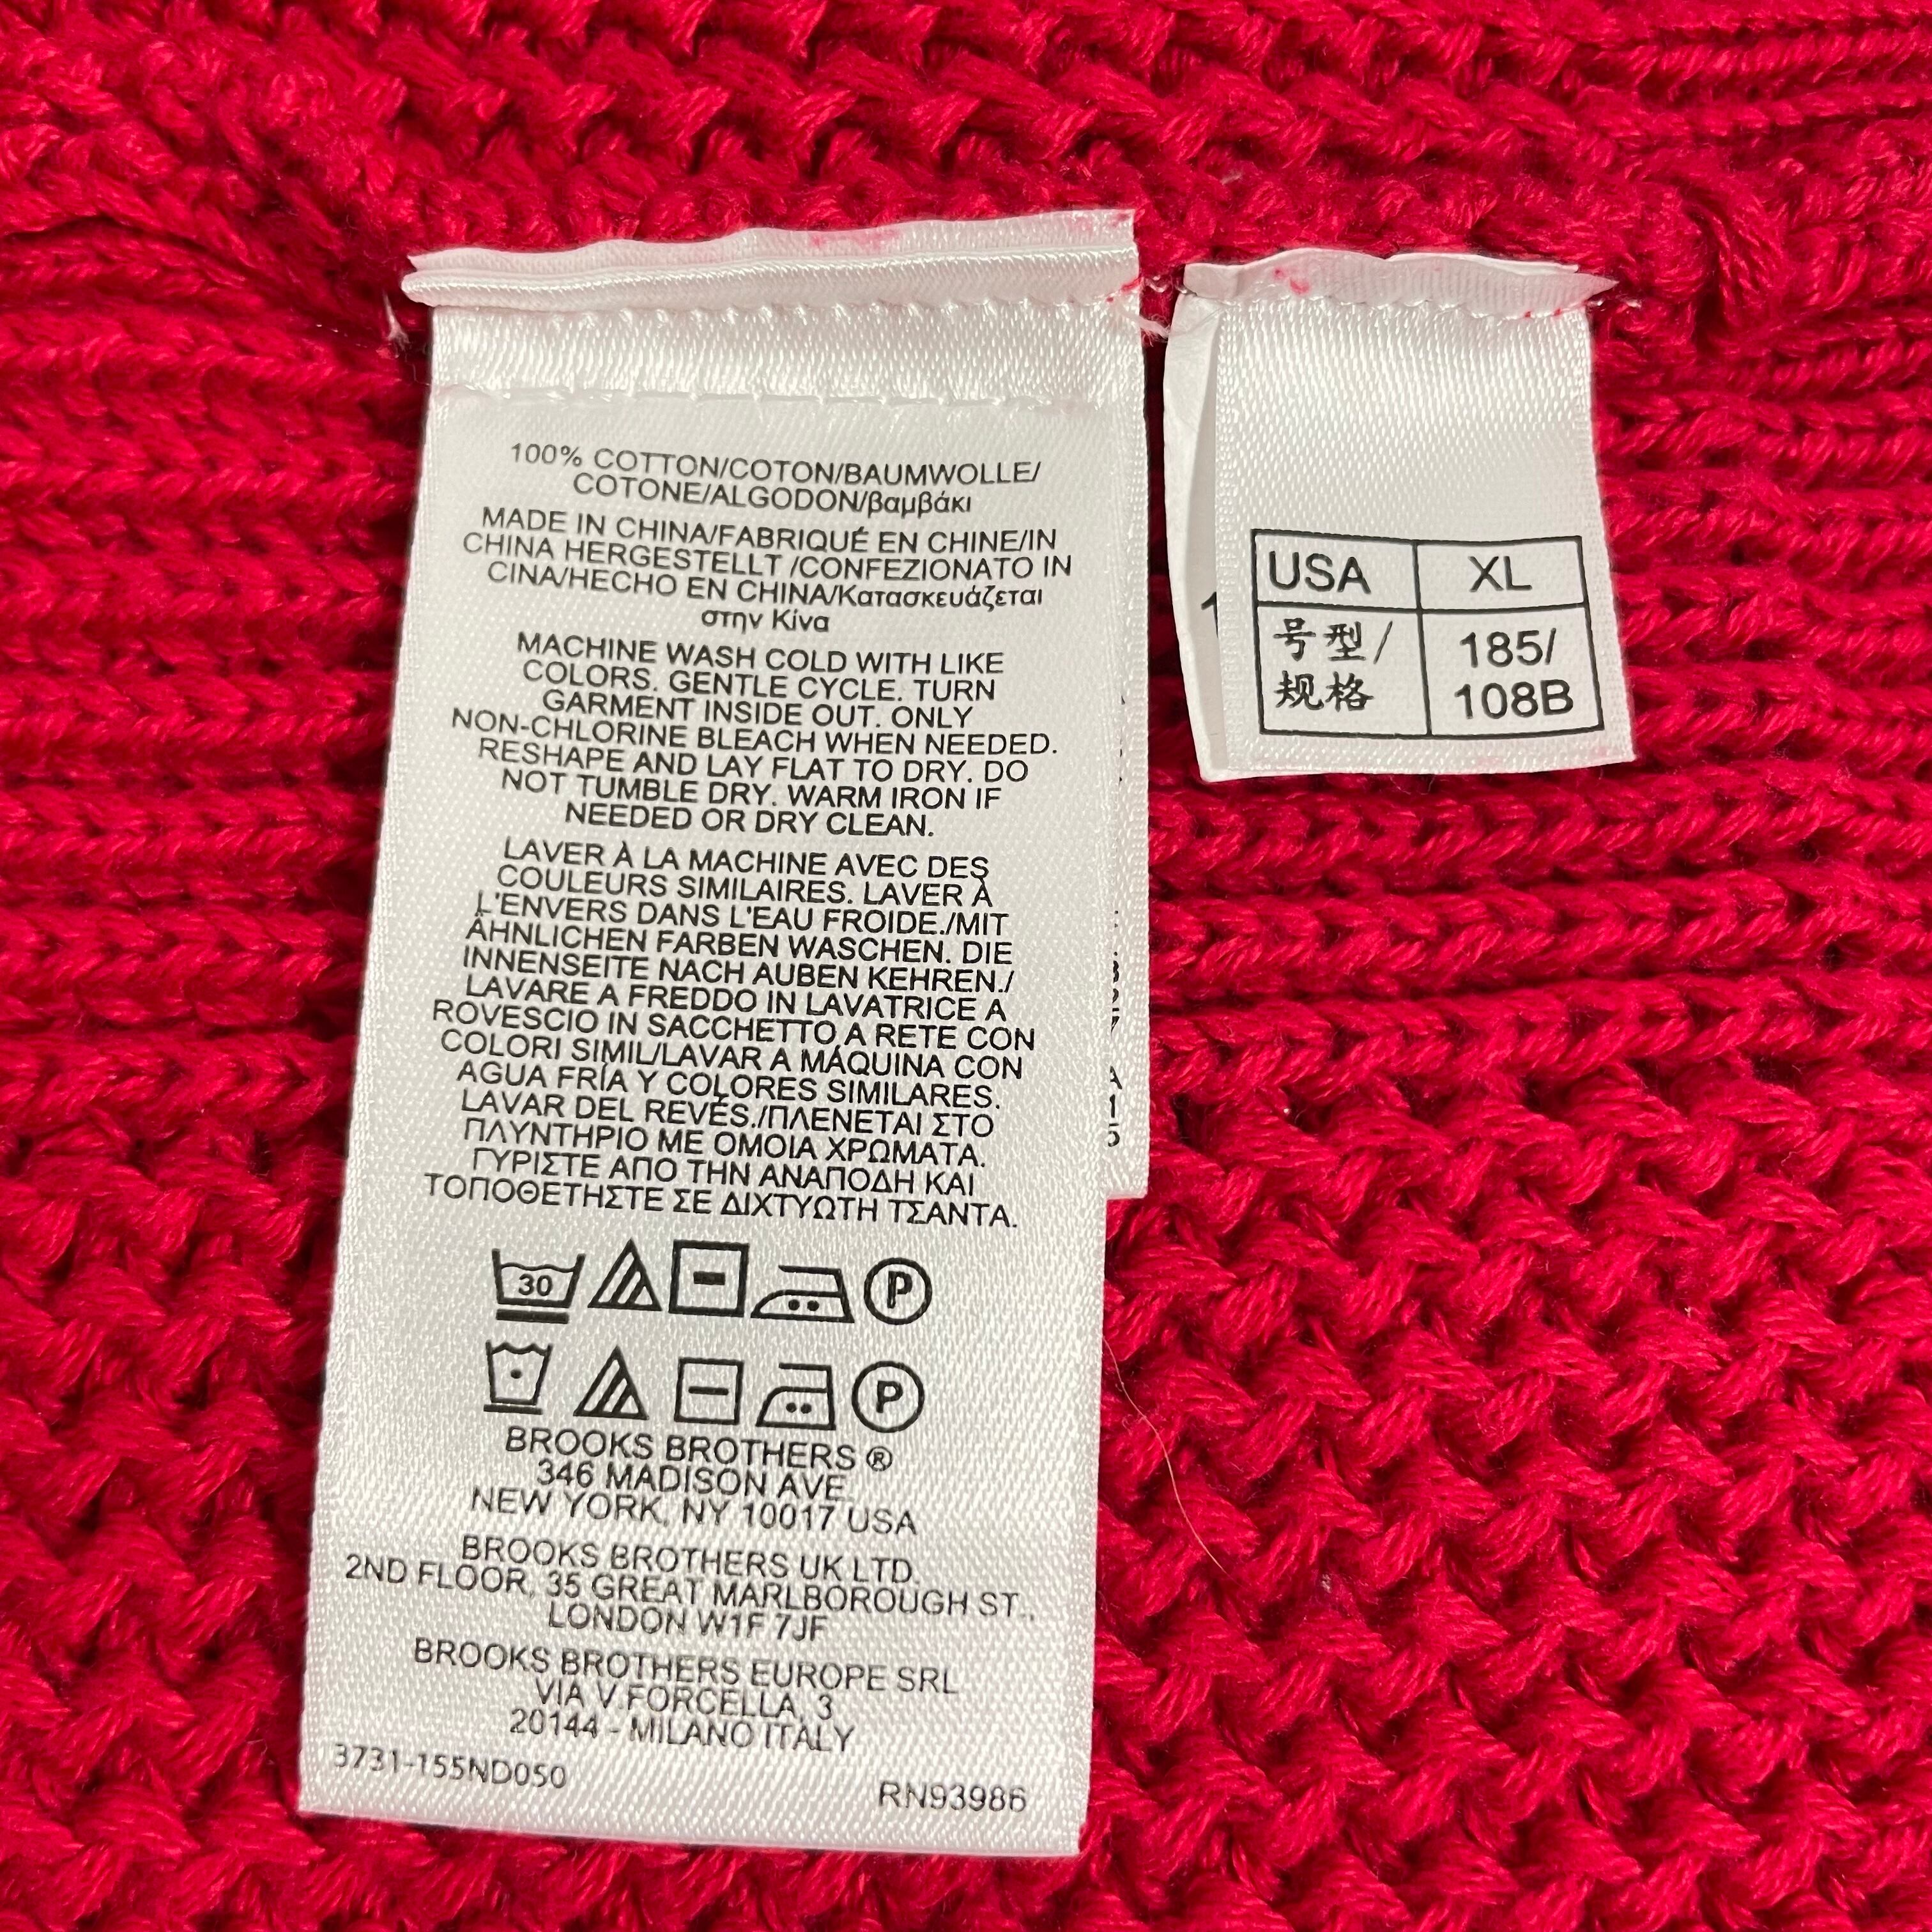 100% COTTON/COTON/BAUMWOLLE/
COTONE/ALGODON/βαμβάκι
MADE IN CHINA/FABRIQUÉ EN CHINE/IN
CHINA HERGESTELLT /CONFEZIONATO IN
CINA/HECHO EN CHINA/Κατασκευάζεται
στην Κίνα
MACHINE WASH COLD WITH LIKE
COLORS. GENTLE CYCLE. TURN
GARMENT INSIDE OUT. ONLY
NON-CHLORINE BLEACH WHEN NEEDED.
RESHAPE AND LAY FLAT TO DRY. DO
NOT TUMBLE DRY. WARM IRON IF
NEEDED OR DRY CLEAN.
LAVER À LA MACHINE AVEC DES
COULEURS SIMILAIRES. LAVER À
L'ENVERS DANS L'EAU FROIDE./MIT
ÄHNLICHEN FARBEN WASCHEN. DIE
INNENSEITE NACH AUBEN KEHREN./
LAVARE A FREDDO IN LAVATRICE A
ROVESCIO IN SACCHETTO A RETE CON
COLORI SIMIL/LAVAR A MÁQUINA CON
AGUA FRÍA Y COLORES SIMILARES.
LAVAR DEL REVÉS./ΠΛΕΝΕΤΑΙ ΣΤΟ
ΠΛΥΝΤΗΡΙΟ ΜΕ ΟΜΟΙΑ ΧΡΩΜΑΤΑ.
ΓΥΡΙΣΤΕ ΑΠΟ ΤΗΝ ΑΝΑΠΟΔΗ ΚΑΙ
ΤΟΠΟΘΕΤΗΣΤΕ ΣΕ ΔΙΧΤΥΩΤΗ ΤΣΑΝΤΑ.
30 P
P
BROOKS BROTHERS ®
346 MADISON AVE
NEW YORK, NY 10017 USA
BROOKS BROTHERS UK LTD.
2ND FLOOR, 35 GREAT MARLBOROUGH ST.,
LONDON W1F 7JF
BROOKS BROTHERS EUROPE SRL
VIA V.FORCELLA, 3
20144 - MILANO ITALY
3731-155ND050 RN93986
USA XL
号型/ 185/
规格 108B